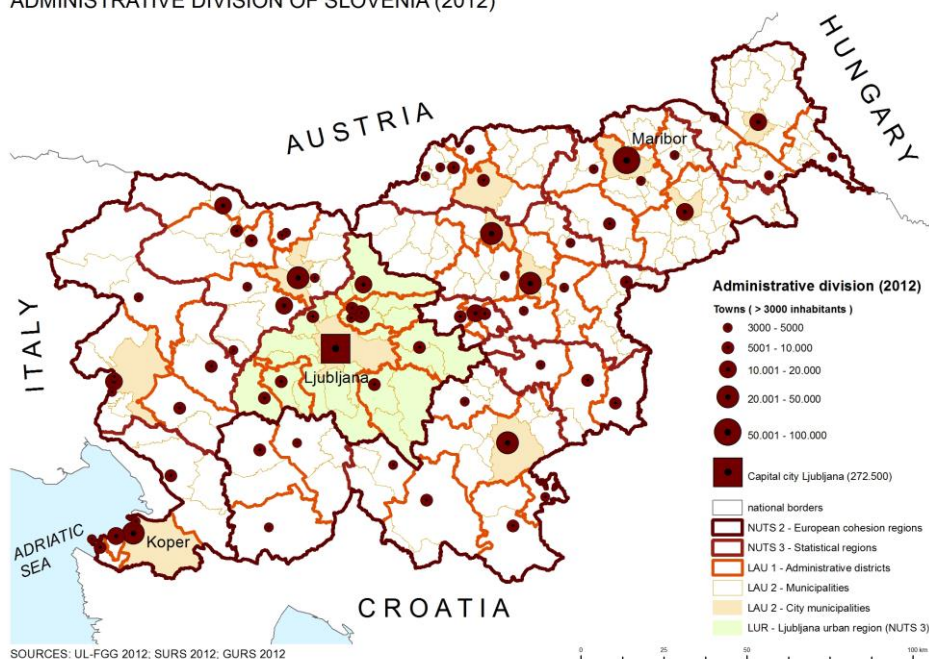 ADMINISTRATIVE DIVISION OF SLOVENIA (2012)
HUNGARY
AUSTRIA
Maribor
ITALY
Ljubljana
Koper
ADRIATIC
SEA
CROATIA
Administrative division (2012)
Towns ( > 3000 inhabitants )
3000 - 5000
5001 - 10.000
10.001 - 20.000
20.001 - 50.000
50.001 - 100.000
Capital city Ljubljana (272.500)
national borders
NUTS 2 - European cohesion regions
NUTS 3 - Statistical regions
LAU 1 - Administrative districts
LAU 2 - Municipalities
LAU 2 - City municipalities
LUR - Ljubljana urban region (NUTS 3)
SOURCES: UL-FGG 2012; SURS 2012; GURS 2012
0 25 50 100 km